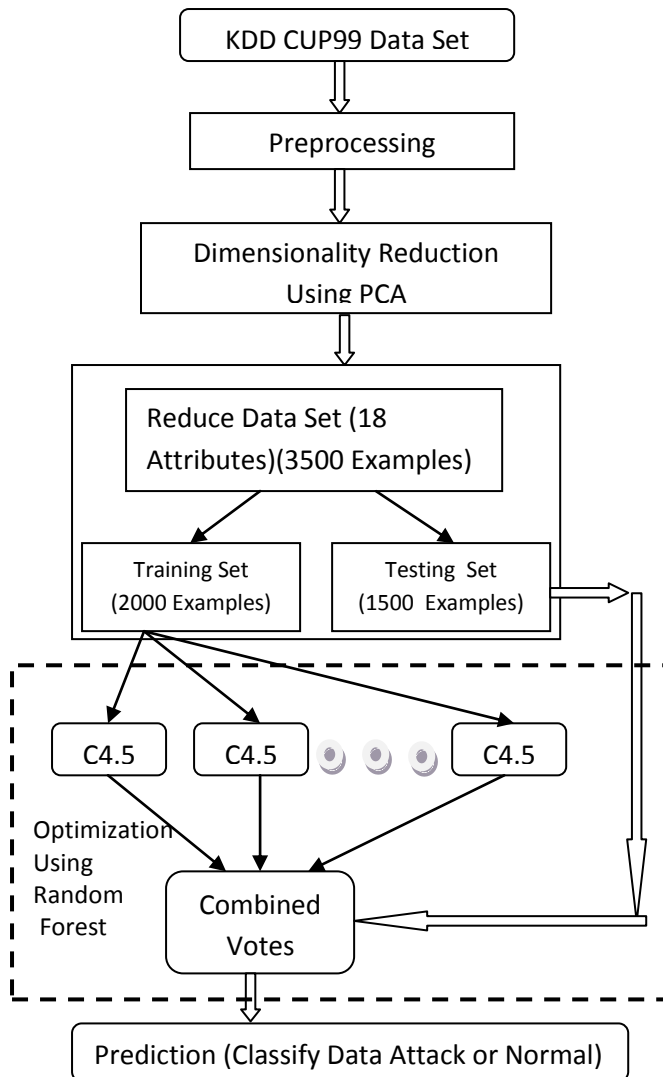 KDD CUP99 Data Set
Preprocessing
Dimensionality Reduction
Using PCA
Reduce Data Set (18
Attributes)(3500 Examples)
Training Set
(2000 Examples)
Testing Set
(1500 Examples)
C4.5
C4.5
C4.5
Optimization
Using
Random
Forest
Combined
Votes
Prediction (Classify Data Attack or Normal)